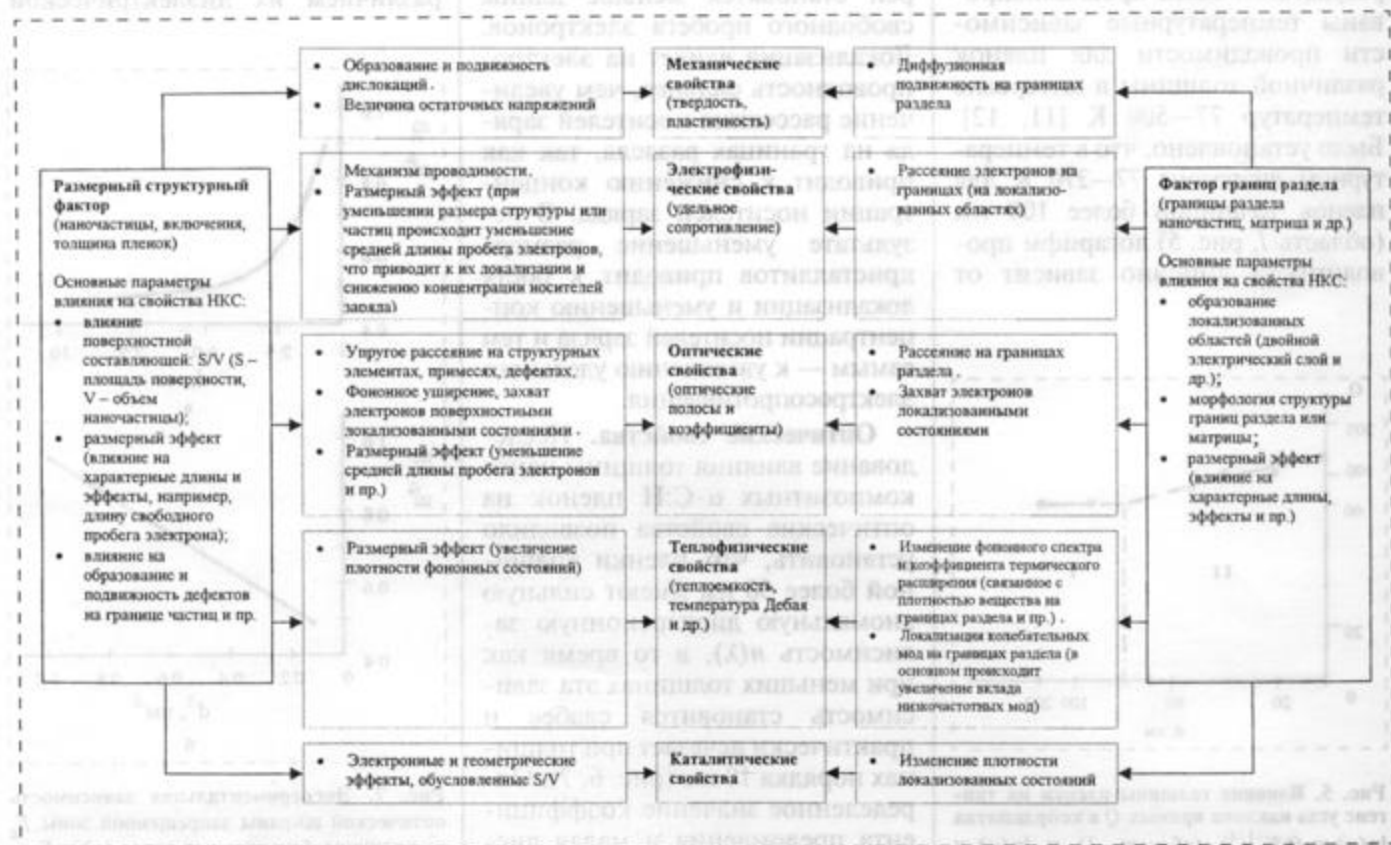 Размерный структурный
фактор
(наночастицы, включения,
толщина пленок)
Основные параметры
влияния на свойства НКС:
• влияние
поверхностной
составляющей: S/V (S –
площадь поверхности,
V – объем
наночастицы);
• размерный эффект
(влияние на
характерные длины и
эффекты, например,
длину свободного
пробега электрона);
• влияние на
образование и
подвижность дефектов
на границе частиц и пр.
• Образование и подвижность
дислокаций.
• Величина остаточных напряжений
Механические
свойства
(твердость,
пластичность)
• Диффузионная
подвижность на границах
раздела
• Механизм проводимости.
• Размерный эффект (при
уменьшении размера структуры или
частиц происходит уменьшение
средней длины пробега электронов,
что приводит к их локализации и
снижению концентрации носителей
заряда)
Электрофизи-
ческие свойства
(удельное
сопротивление)
• Рассеяние электронов на
границах (на локализо-
ванных областях)
• Упругое рассеяние на структурных
элементах, примесях, дефектах.
• Фононное уширение, захват
электронов поверхностными
локализованными состояниями.
• Размерный эффект (уменьшение
средней длины пробега электронов
и пр.)
Оптические
свойства
(оптические
полосы и
коэффициенты)
• Рассеяние на границах
раздела.
• Захват электронов
локализованными
состояниями
• Размерный эффект (увеличение
плотности фононных состояний)
Теплофизические
свойства
(теплоемкость,
температура Дебая
и др.)
• Изменение фононного спектра
и коэффициента термического
расширения (связанное с
плотностью вещества на
границах раздела и пр.).
• Локализация колебательных
мод на границах раздела (в
основном происходит
увеличение вклада
низкочастотных мод)
• Электронные и геометрические
эффекты, обусловленные S/V
Каталитические
свойства
• Изменение плотности
локализованных состояний
Фактор границ раздела
(границы раздела
наночастиц, матрица и др.)
Основные параметры
влияния на свойства НКС:
• образование
локализованных
областей (двойной
электрический слой и
др.);
• морфология структуры
границ раздела или
матрицы;
• размерный эффект
(влияние на
характерные длины,
эффекты и пр.)